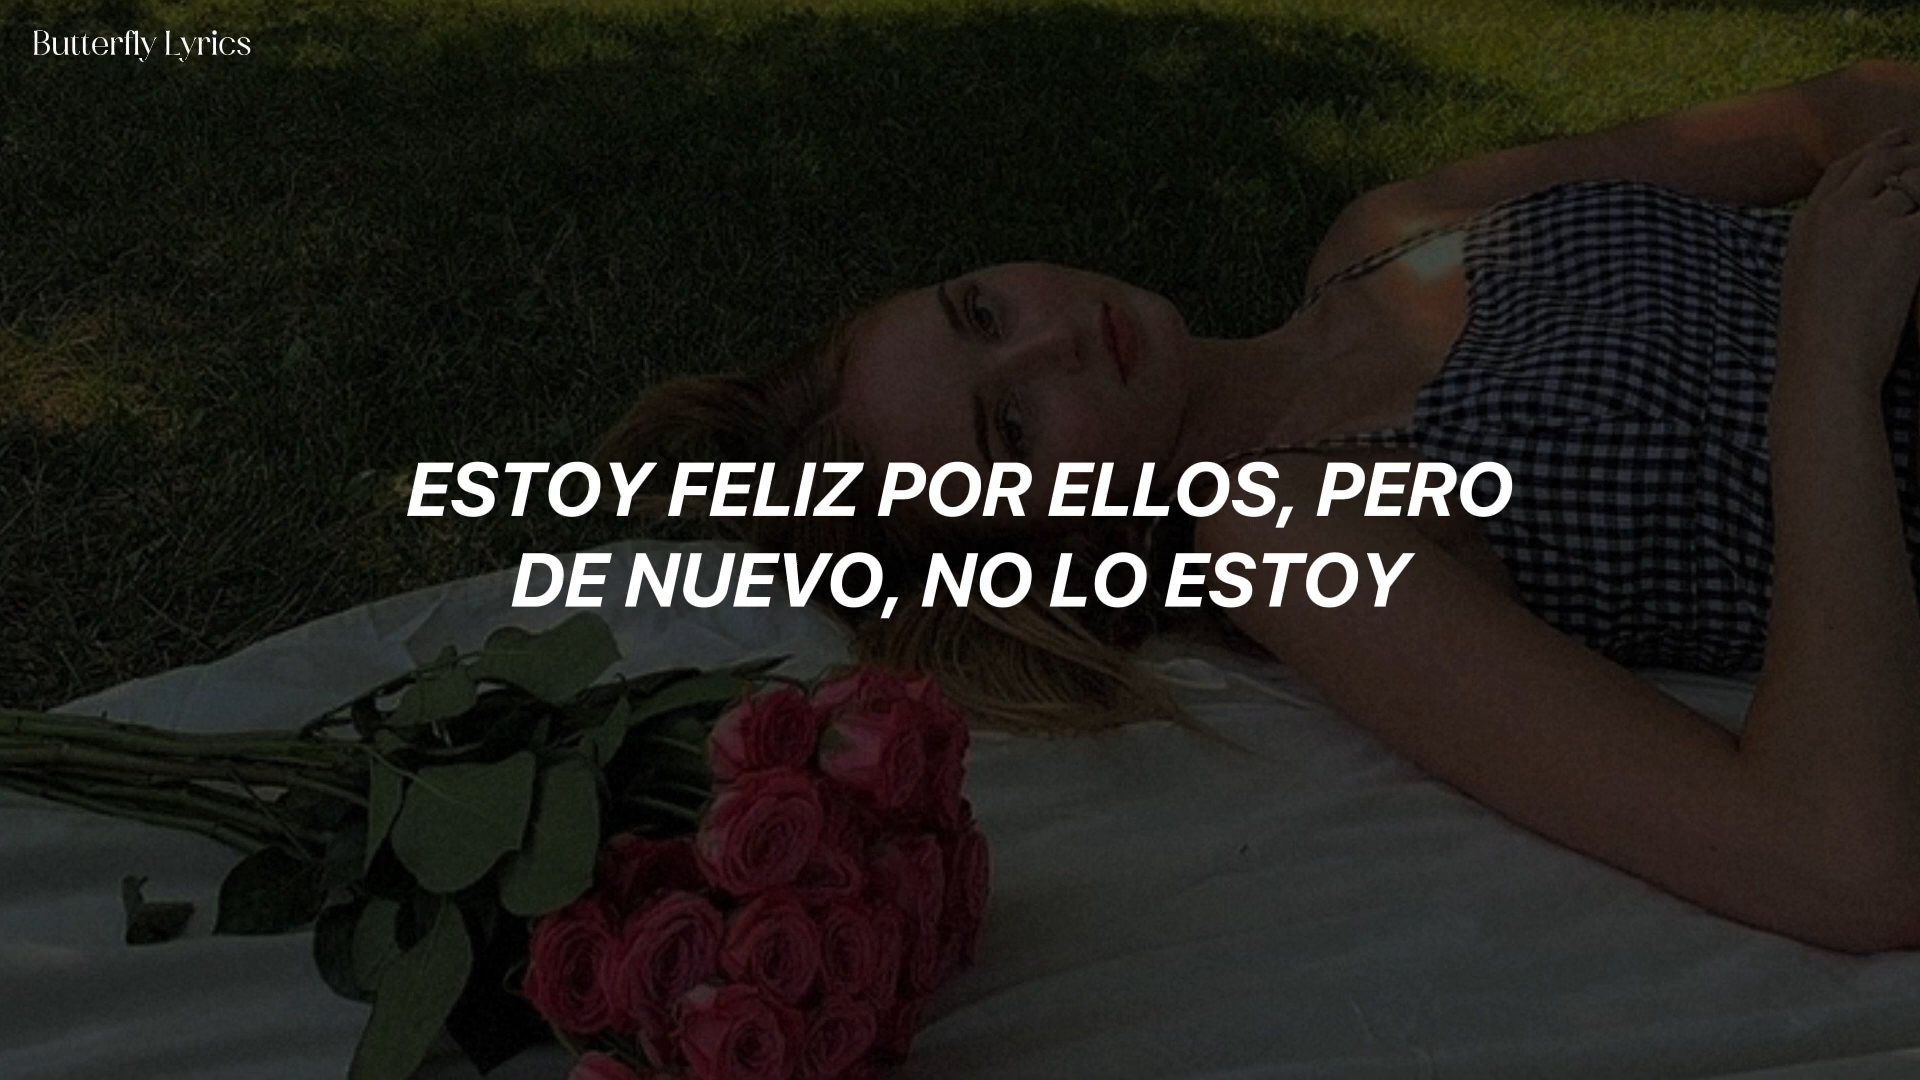 Butterfly Lyrics
ESTOY FELIZ POR ELLOS, PERO
DE NUEVO, NO LO ESTOY